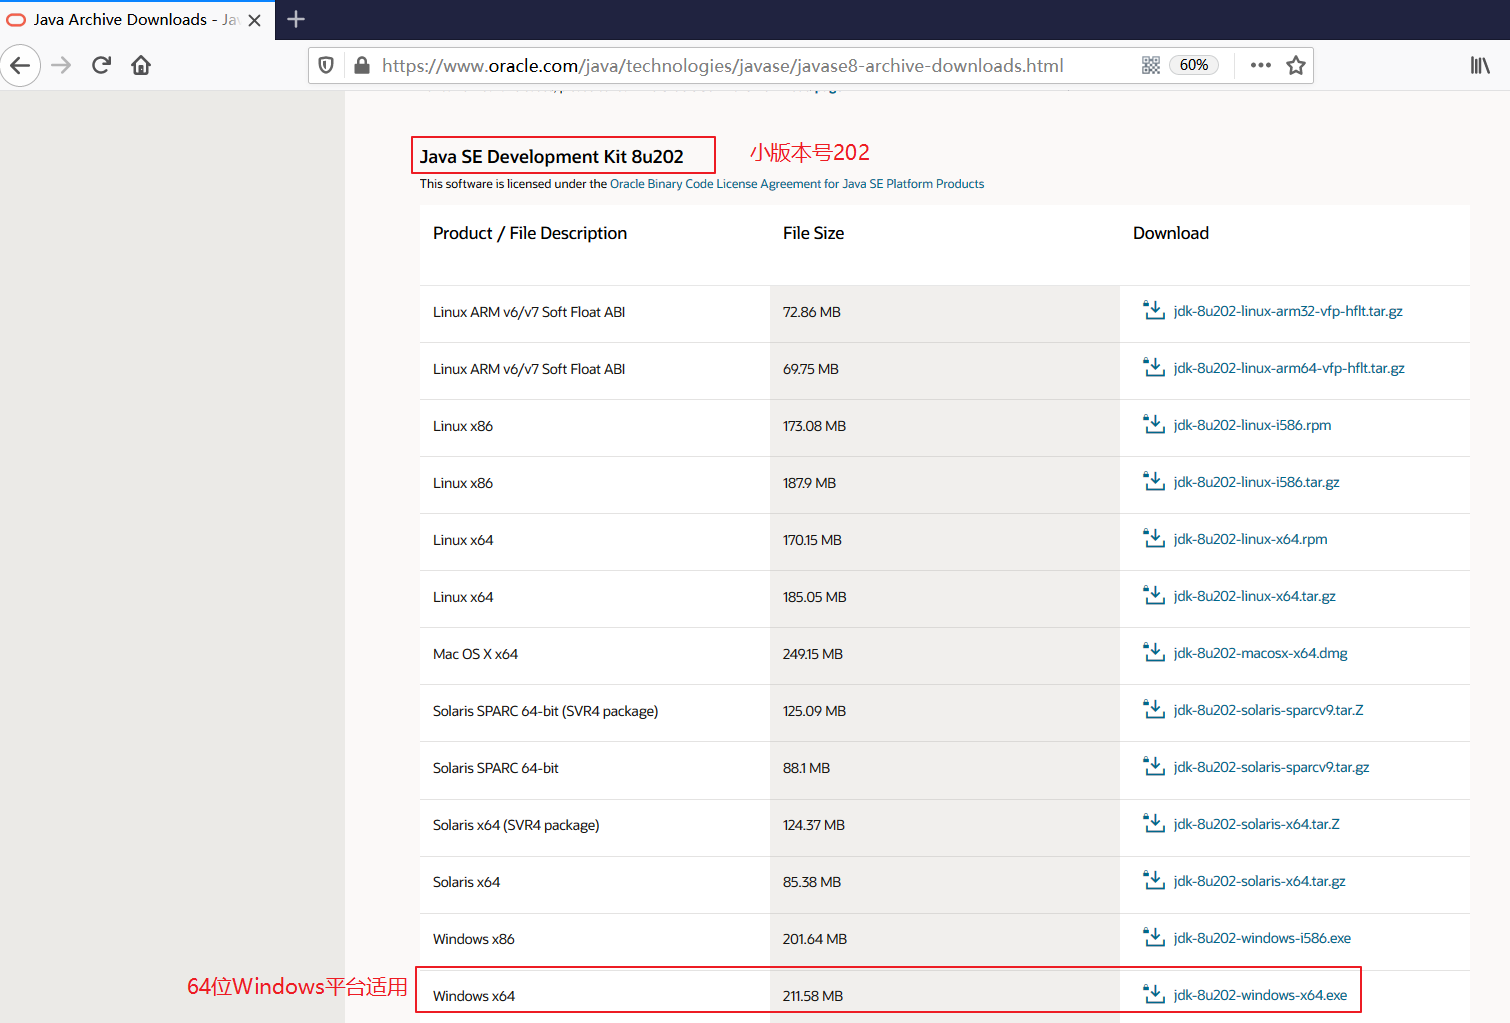 Java Archive Downloads - Jav
https://www.oracle.com/java/technologies/javase/javase8-archive-downloads.html
60%
Java SE Development Kit 8u202
小版本号202
This software is licensed under the Oracle Binary Code License Agreement for Java SE Platform Products
Product / File Description File Size Download
Linux ARM v6/v7 Soft Float ABI 72.86 MB jdk-8u202-linux-arm32-vfp-hflt.tar.gz
Linux ARM v6/v7 Soft Float ABI 69.75 MB jdk-8u202-linux-arm64-vfp-hflt.tar.gz
Linux x86 173.08 MB jdk-8u202-linux-i586.rpm
Linux x86 187.9 MB jdk-8u202-linux-i586.tar.gz
Linux x64 170.15 MB jdk-8u202-linux-x64.rpm
Linux x64 185.05 MB jdk-8u202-linux-x64.tar.gz
Mac OS X x64 249.15 MB jdk-8u202-macosx-x64.dmg
Solaris SPARC 64-bit (SVR4 package) 125.09 MB jdk-8u202-solaris-sparcv9.tar.Z
Solaris SPARC 64-bit 88.1 MB jdk-8u202-solaris-sparcv9.tar.gz
Solaris x64 (SVR4 package) 124.37 MB jdk-8u202-solaris-x64.tar.Z
Solaris x64 85.38 MB jdk-8u202-solaris-x64.tar.gz
Windows x86 201.64 MB jdk-8u202-windows-i586.exe
64位Windows平台适用
Windows x64 211.58 MB jdk-8u202-windows-x64.exe